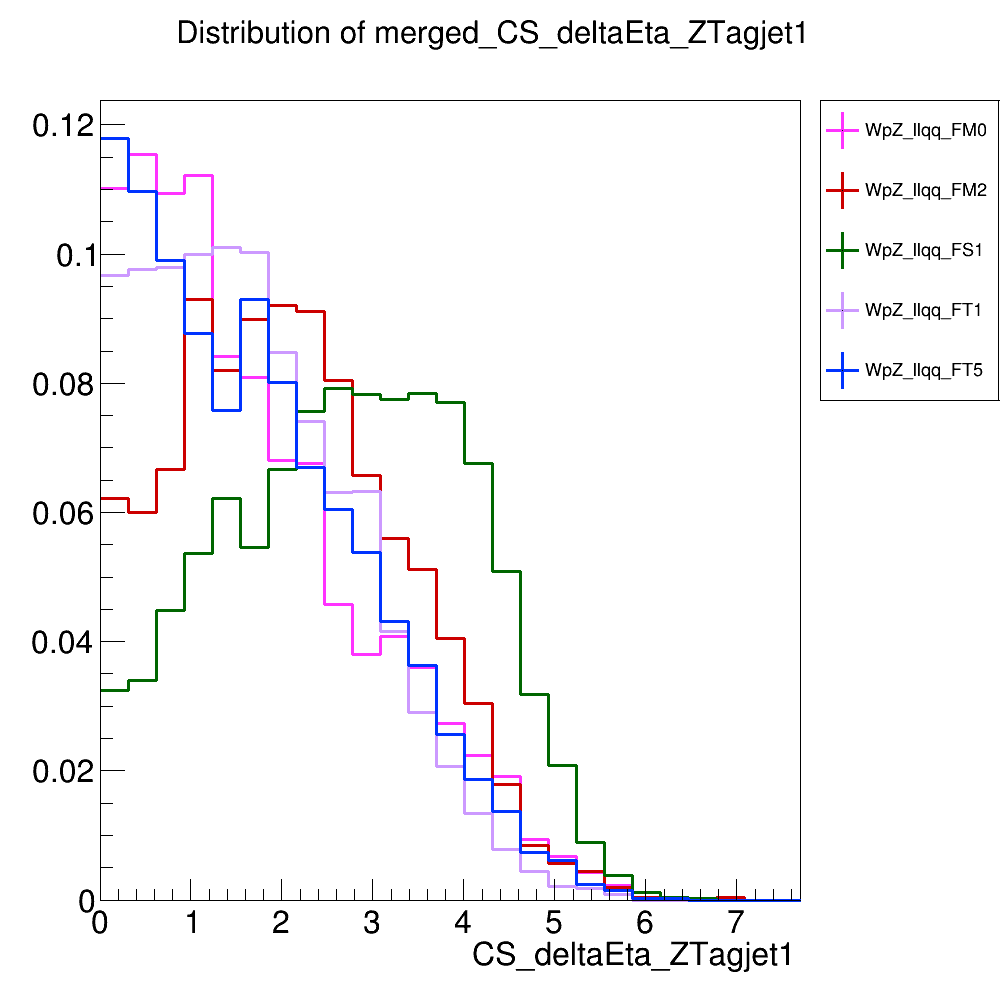 Distribution of merged_CS_deltaEta_ZTagjet1
0.12
0.1
0.08
0.06
0.04
0.02
0
0 1 2 3 4 5 6 7
CS_deltaEta_ZTagjet1
WpZ_llqq_FM0
WpZ_llqq_FM2
WpZ_llqq_FS1
WpZ_llqq_FT1
WpZ_llqq_FT5